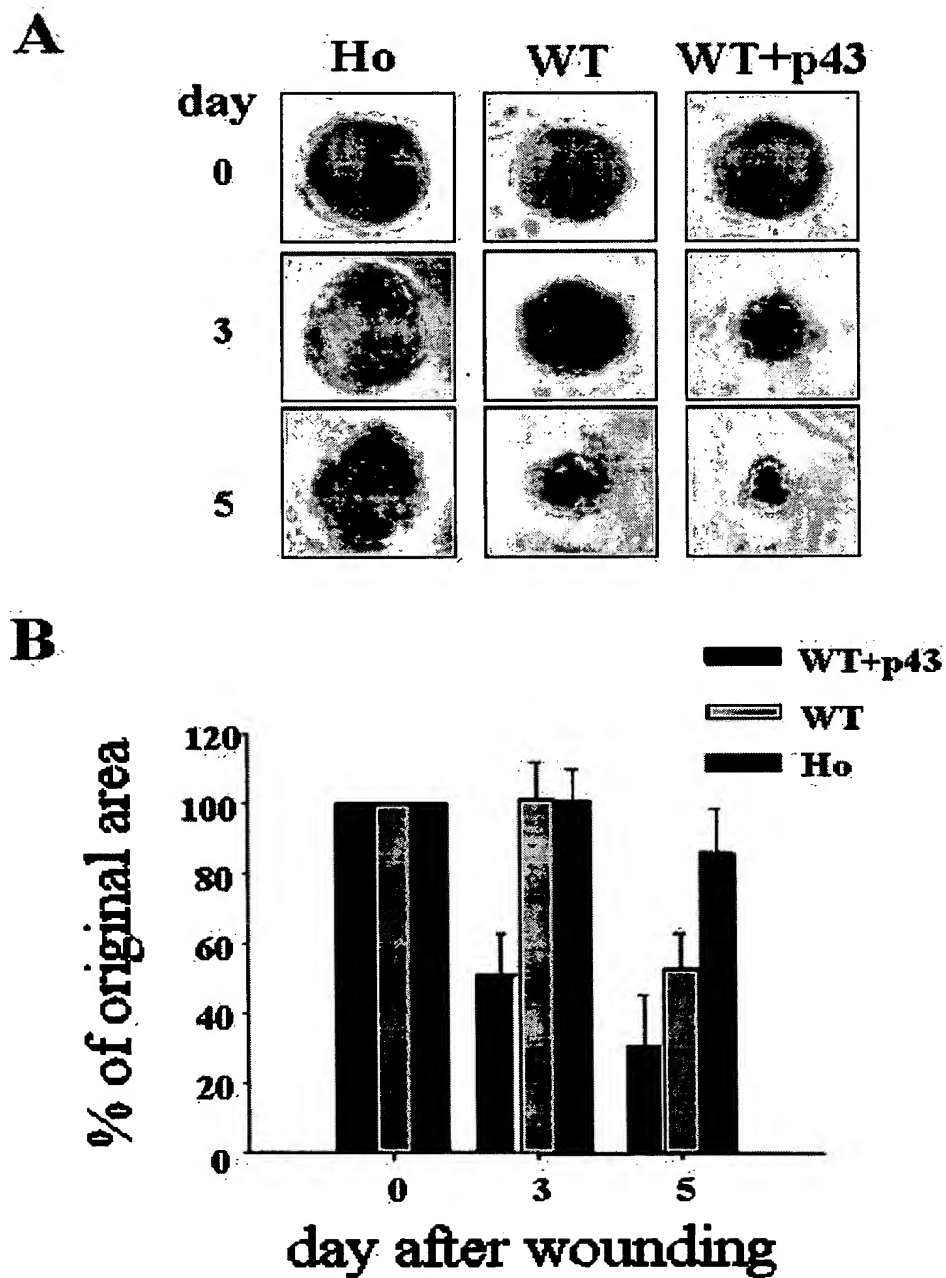 A
Ho WT WT+p43
day
0
3
5
B
WT+p43
WT
Ho
120
100
80
60
40
20
0
% of original area
0 3 5
day after wounding